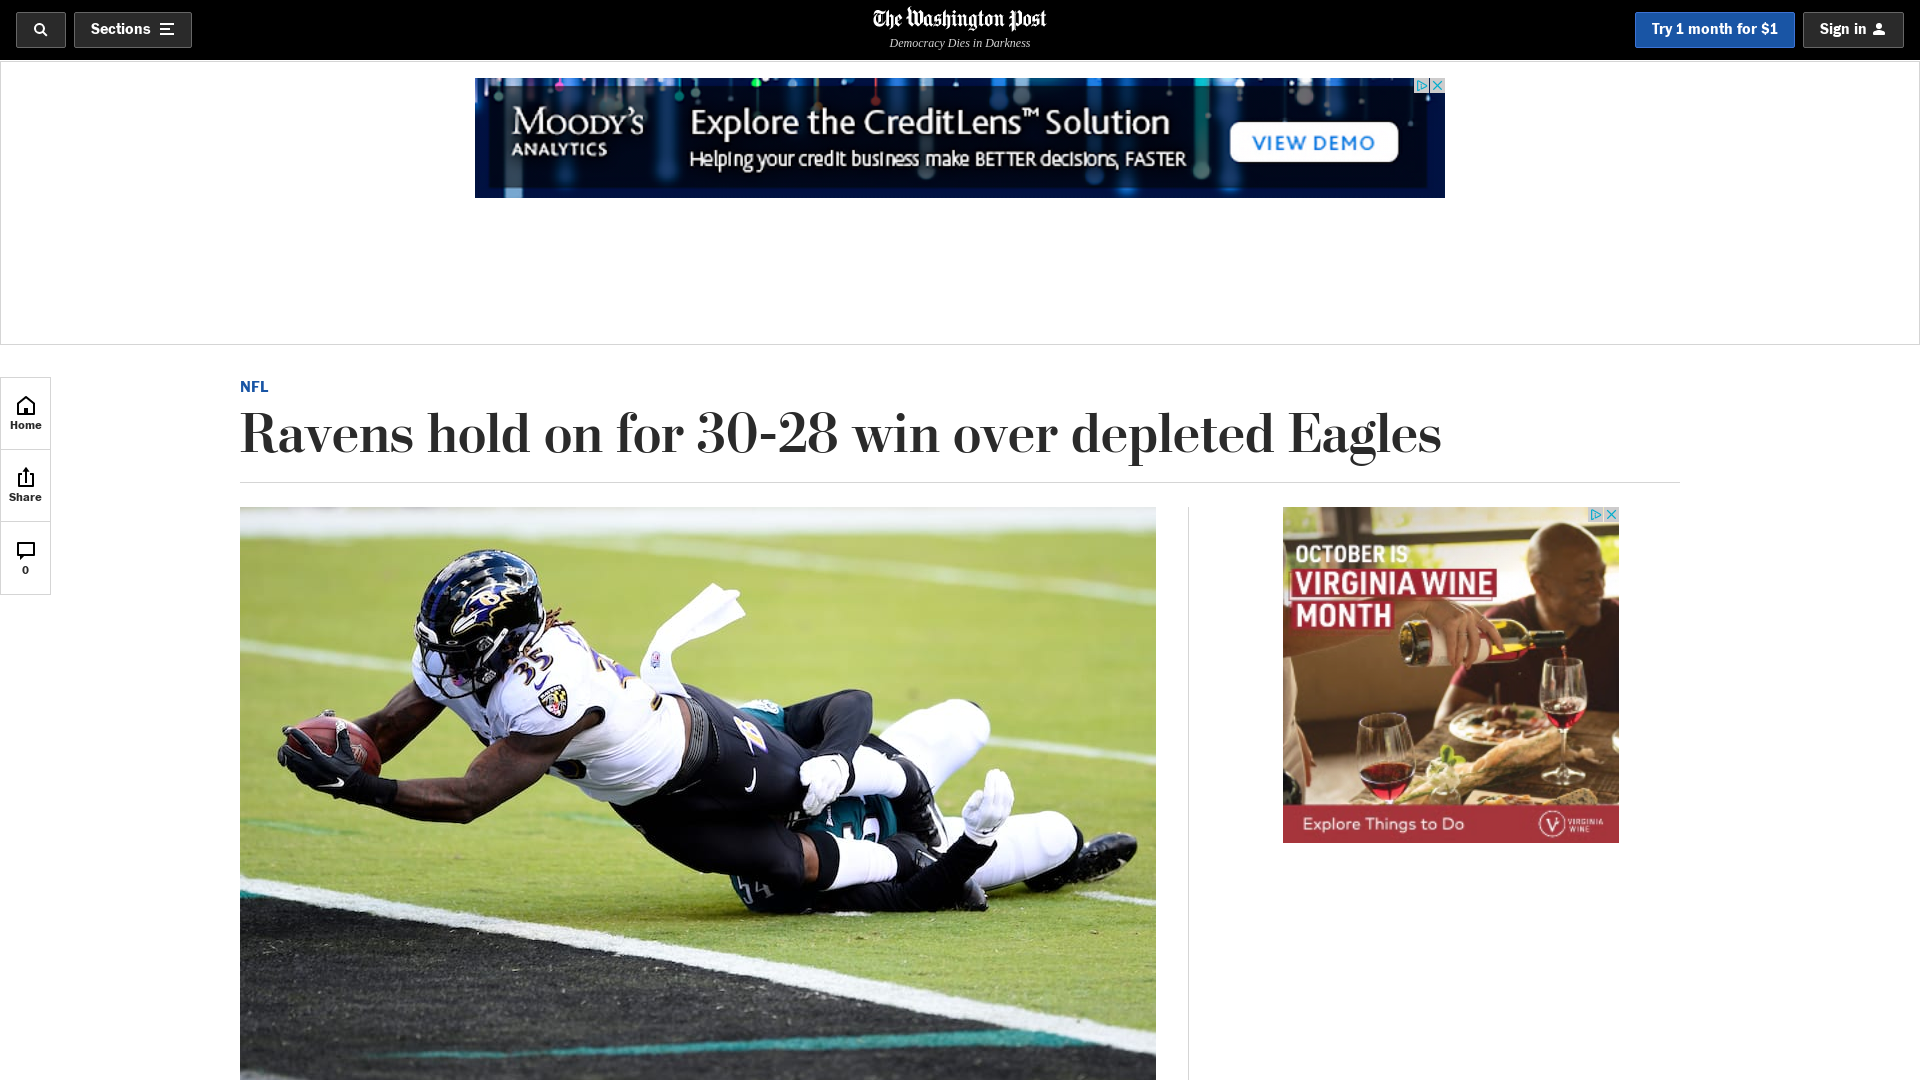 Sections
The Washington Post
Democracy Dies in Darkness
Try 1 month for $1
Sign in
MOODY'S
ANALYTICS
Explore the CreditLens™ Solution
Helping your credit business make BETTER decisions, FASTER
VIEW DEMO
Home
Share
0
NFL
Ravens hold on for 30-28 win over depleted Eagles
35
B
54
OCTOBER IS
VIRGINIA WINE
MONTH
Explore Things to Do
VIRGINIA
WINE